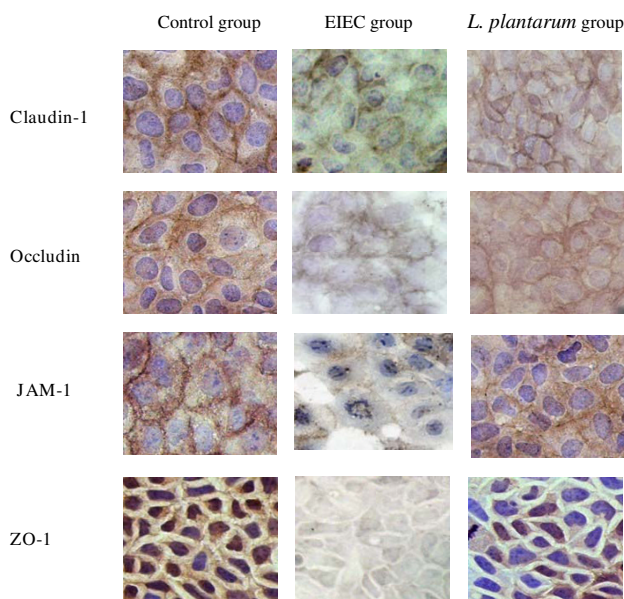 Control group EIEC group L. plantarum group
Claudin-1
Occludin
JAM-1
ZO-1